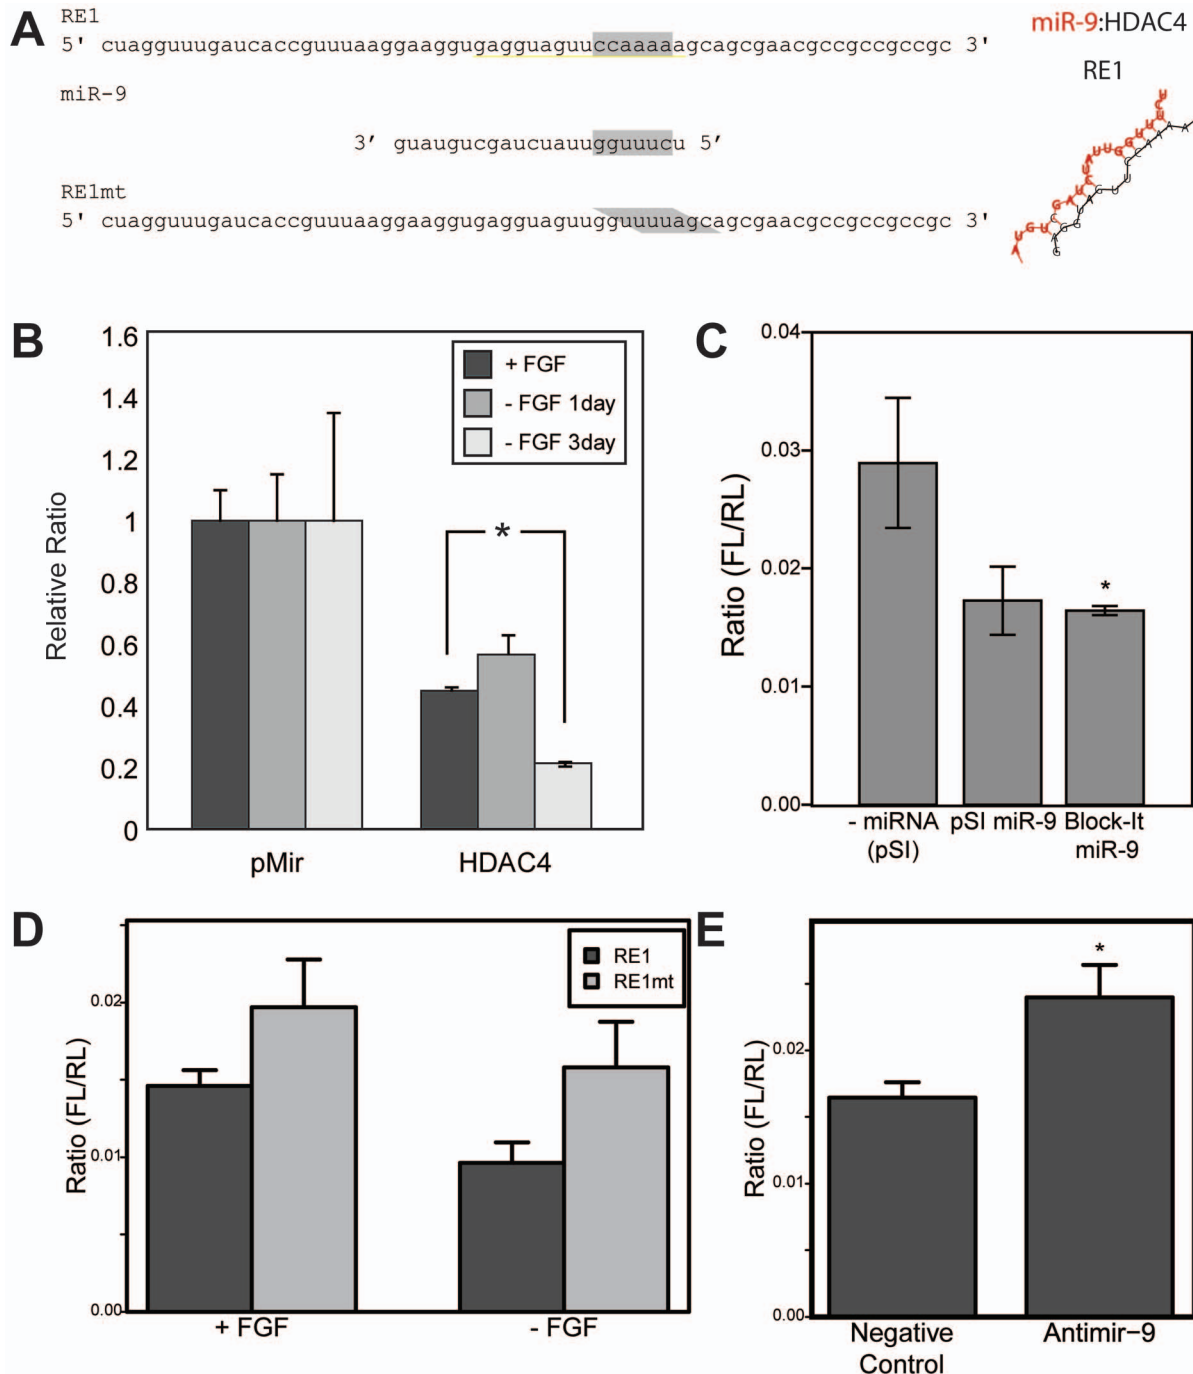 A
RE1
5' cuagguuugaucaccguuuaaggaaggugagguaguuccaaaaagcagcgaacgccgccgccgc 3'
miR-9
3' guaugucgaucuauugguuucu 5'
RE1mt
5' cuagguuugaucaccguuuaaggaaggugagguaguugguuuuagcagcgaacgccgccgccgc 3'
miR-9:HDAC4
RE1
B
Relative Ratio
1.6
1.4
1.2
1
0.8
0.6
0.4
0.2
0
+ FGF
- FGF 1day
- FGF 3day
*
pMir HDAC4
C
Ratio (FL/RL)
0.04
0.03
0.02
0.01
0.00
*
- miRNA (pSI)
pSI miR-9
Block-It miR-9
D
Ratio (FL/RL)
0.02
0.01
0.00
RE1
RE1mt
+ FGF - FGF
E
Ratio (FL/RL)
0.02
0.01
0.00
*
Negative Control
Antimir-9